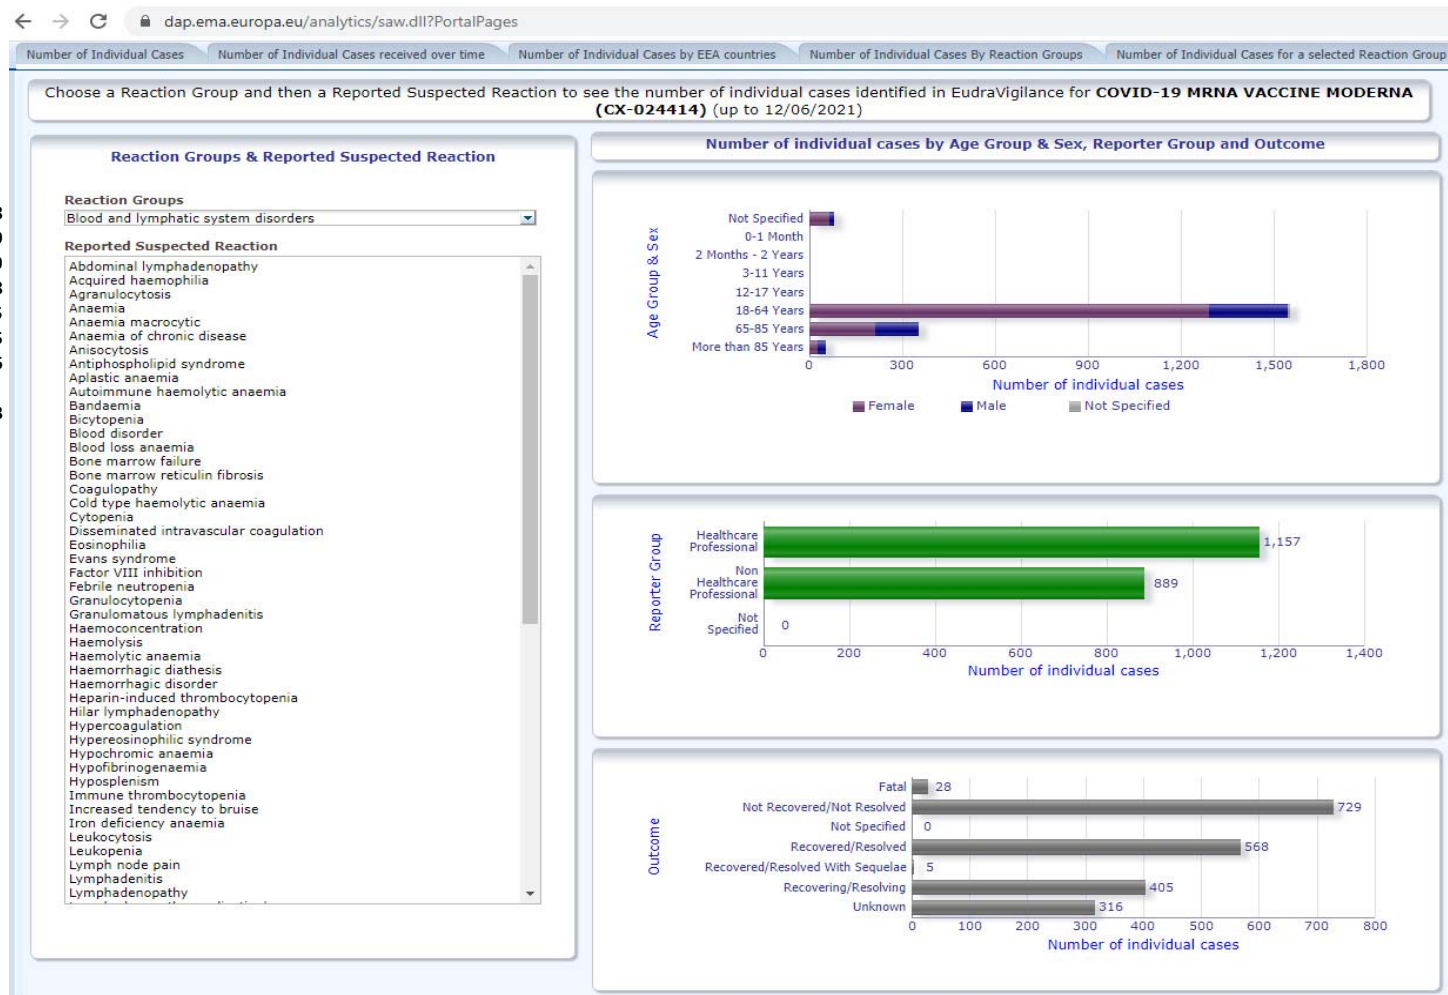 dap.ema.europa.eu/analytics/saw.dll?PortalPages
Number of Individual Cases
Number of Individual Cases received over time
Number of Individual Cases by EEA countries
Number of Individual Cases By Reaction Groups
Number of Individual Cases for a selected Reaction Group
Choose a Reaction Group and then a Reported Suspected Reaction to see the number of individual cases identified in EudraVigilance for COVID-19 MRNA VACCINE MODERNA
(CX-024414) (up to 12/06/2021)
Reaction Groups & Reported Suspected Reaction
Reaction Groups
Blood and lymphatic system disorders
Reported Suspected Reaction
Abdominal lymphadenopathy
Acquired haemophilia
Agranulocytosis
Anaemia
Anaemia macrocytic
Anaemia of chronic disease
Anisocytosis
Antiphospholipid syndrome
Aplastic anaemia
Autoimmune haemolytic anaemia
Bandaemia
Bicytopenia
Blood disorder
Blood loss anaemia
Bone marrow failure
Bone marrow reticulin fibrosis
Coagulopathy
Cold type haemolytic anaemia
Cytopenia
Disseminated intravascular coagulation
Eosinophilia
Evans syndrome
Factor VIII inhibition
Febrile neutropenia
Granulocytopenia
Granulomatous lymphadenitis
Haemoconcentration
Haemolysis
Haemolytic anaemia
Haemorrhagic diathesis
Haemorrhagic disorder
Heparin-induced thrombocytopenia
Hilar lymphadenopathy
Hypercoagulation
Hypereosinophilic syndrome
Hypochromic anaemia
Hypofibrinogenaemia
Hyposplenism
Immune thrombocytopenia
Increased tendency to bruise
Iron deficiency anaemia
Leukocytosis
Leukopenia
Lymph node pain
Lymphadenitis
Lymphadenopathy
Number of individual cases by Age Group & Sex, Reporter Group and Outcome
Age Group & Sex
Not Specified
0-1 Month
2 Months - 2 Years
3-11 Years
12-17 Years
18-64 Years
65-85 Years
More than 85 Years
0 300 600 900 1,200 1,500 1,800
Number of individual cases
Female Male Not Specified
Reporter Group
Healthcare
Professional
1,157
Non
Healthcare
Professional
889
Not
Specified
0
0 200 400 600 800 1,000 1,200 1,400
Number of individual cases
Outcome
Fatal 28
Not Recovered/Not Resolved 729
Not Specified 0
Recovered/Resolved 568
Recovered/Resolved With Sequelae 5
Recovering/Resolving 405
Unknown 316
0 100 200 300 400 500 600 700 800
Number of individual cases